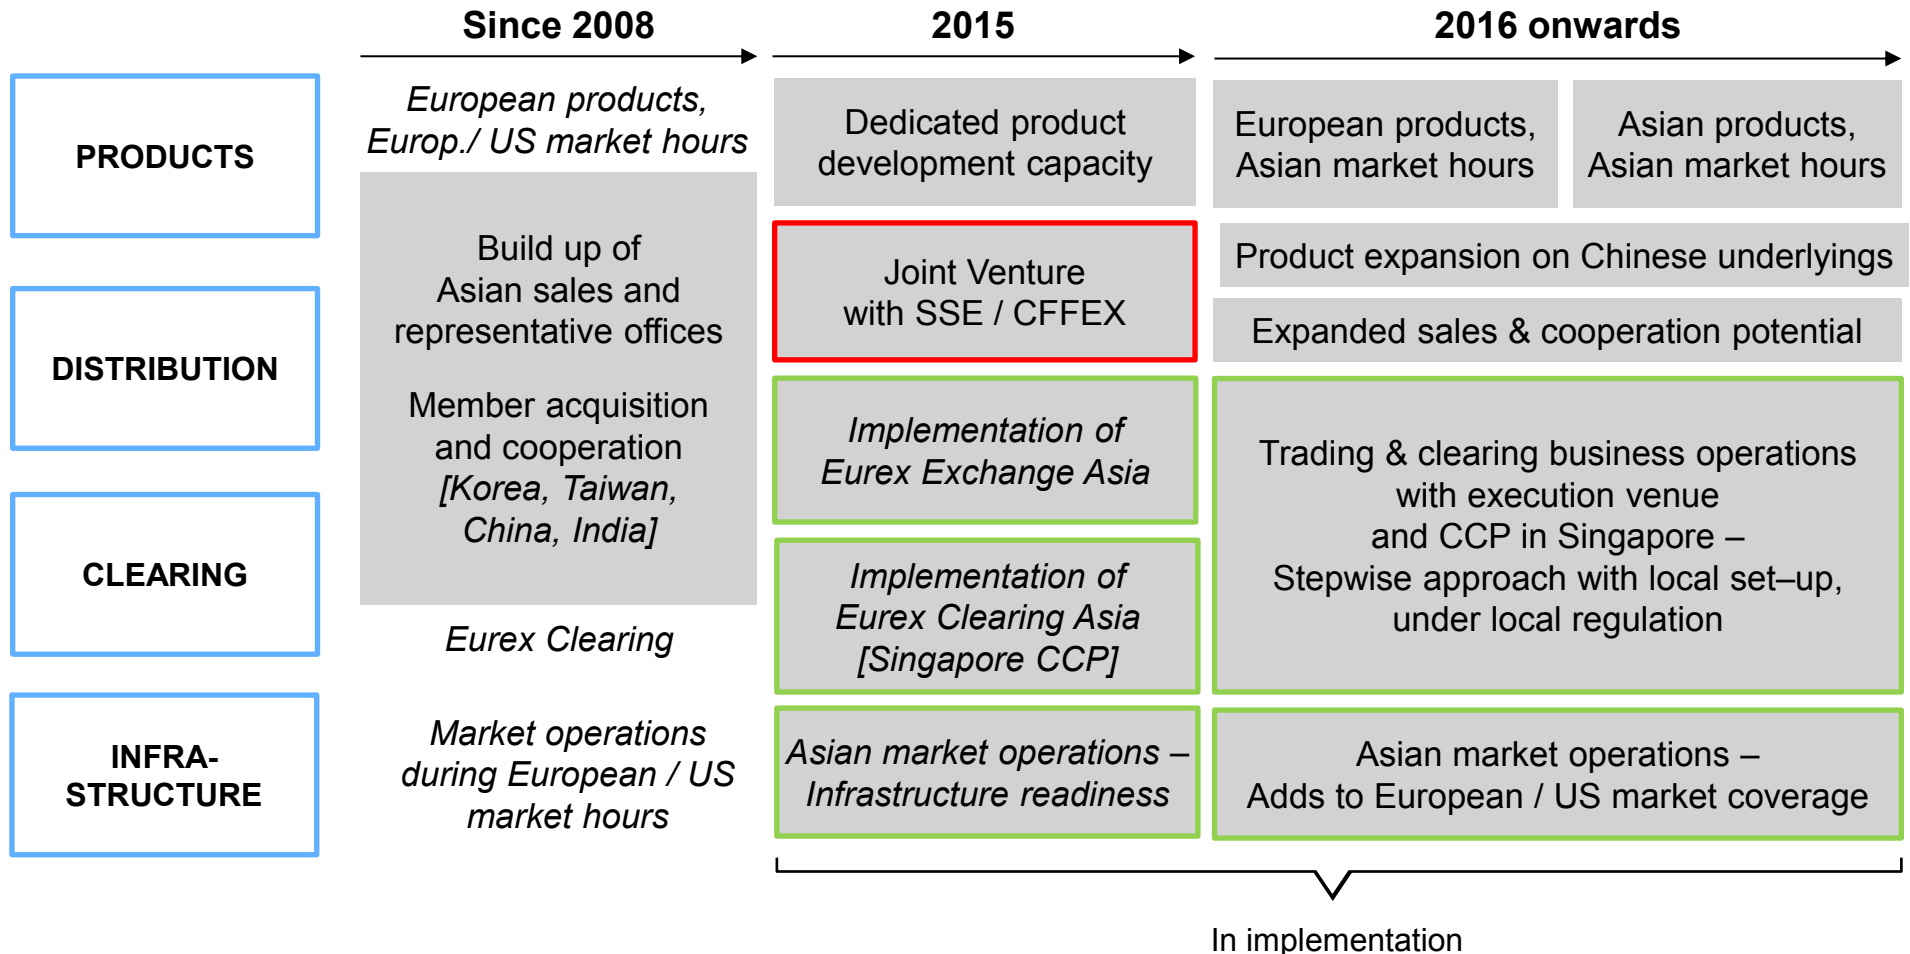 Since 2008
2015
2016 onwards
PRODUCTS
DISTRIBUTION
CLEARING
INFRA-
STRUCTURE
European products,
Europ./ US market hours
Build up of
Asian sales and
representative offices
Member acquisition
and cooperation
[Korea, Taiwan,
China, India]
Eurex Clearing
Market operations
during European / US
market hours
Dedicated product
development capacity
Joint Venture
with SSE / CFFEX
Implementation of
Eurex Exchange Asia
Implementation of
Eurex Clearing Asia
[Singapore CCP]
Asian market operations –
Infrastructure readiness
European products,
Asian market hours
Asian products,
Asian market hours
Product expansion on Chinese underlyings
Expanded sales & cooperation potential
Trading & clearing business operations
with execution venue
and CCP in Singapore –
Stepwise approach with local set–up,
under local regulation
Asian market operations –
Adds to European / US market coverage
In implementation